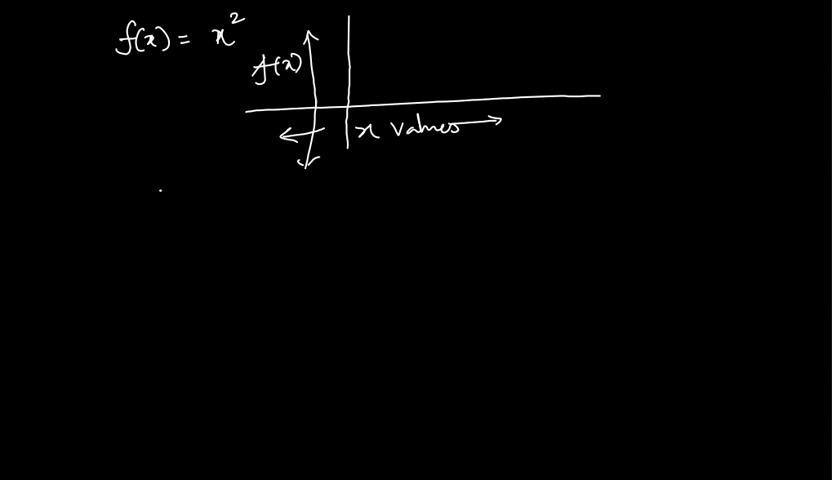 f(x) = x²
f(x)
x values